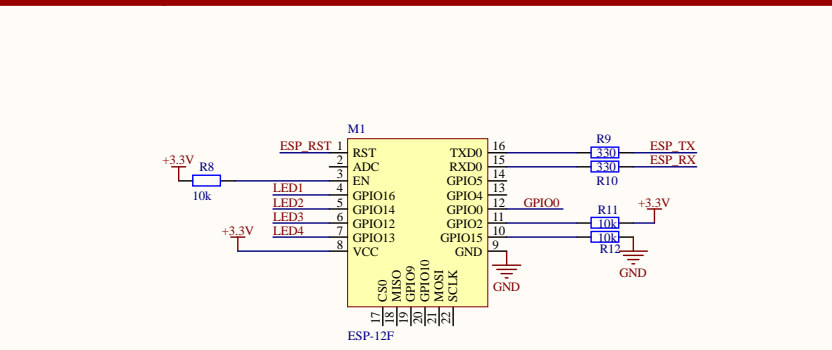 M1
ESP_RST 1 RST TXD0 16 R9 330 ESP_TX
2 ADC RXD0 15 330 ESP_RX
+3.3V R8 3 EN GPIO5 14 R10
10k LED1 4 GPIO16 GPIO4 13
LED2 5 GPIO14 GPIO0 12 GPIO0 +3.3V
LED3 6 GPIO12 GPIO2 11 R11 10k
+3.3V LED4 7 GPIO13 GPIO15 10 10k
8 VCC GND 9 R12
GND
GND
CS0 MISO GPIO9 GPIO10 MOSI SCLK
17 18 19 20 21 22
ESP-12F